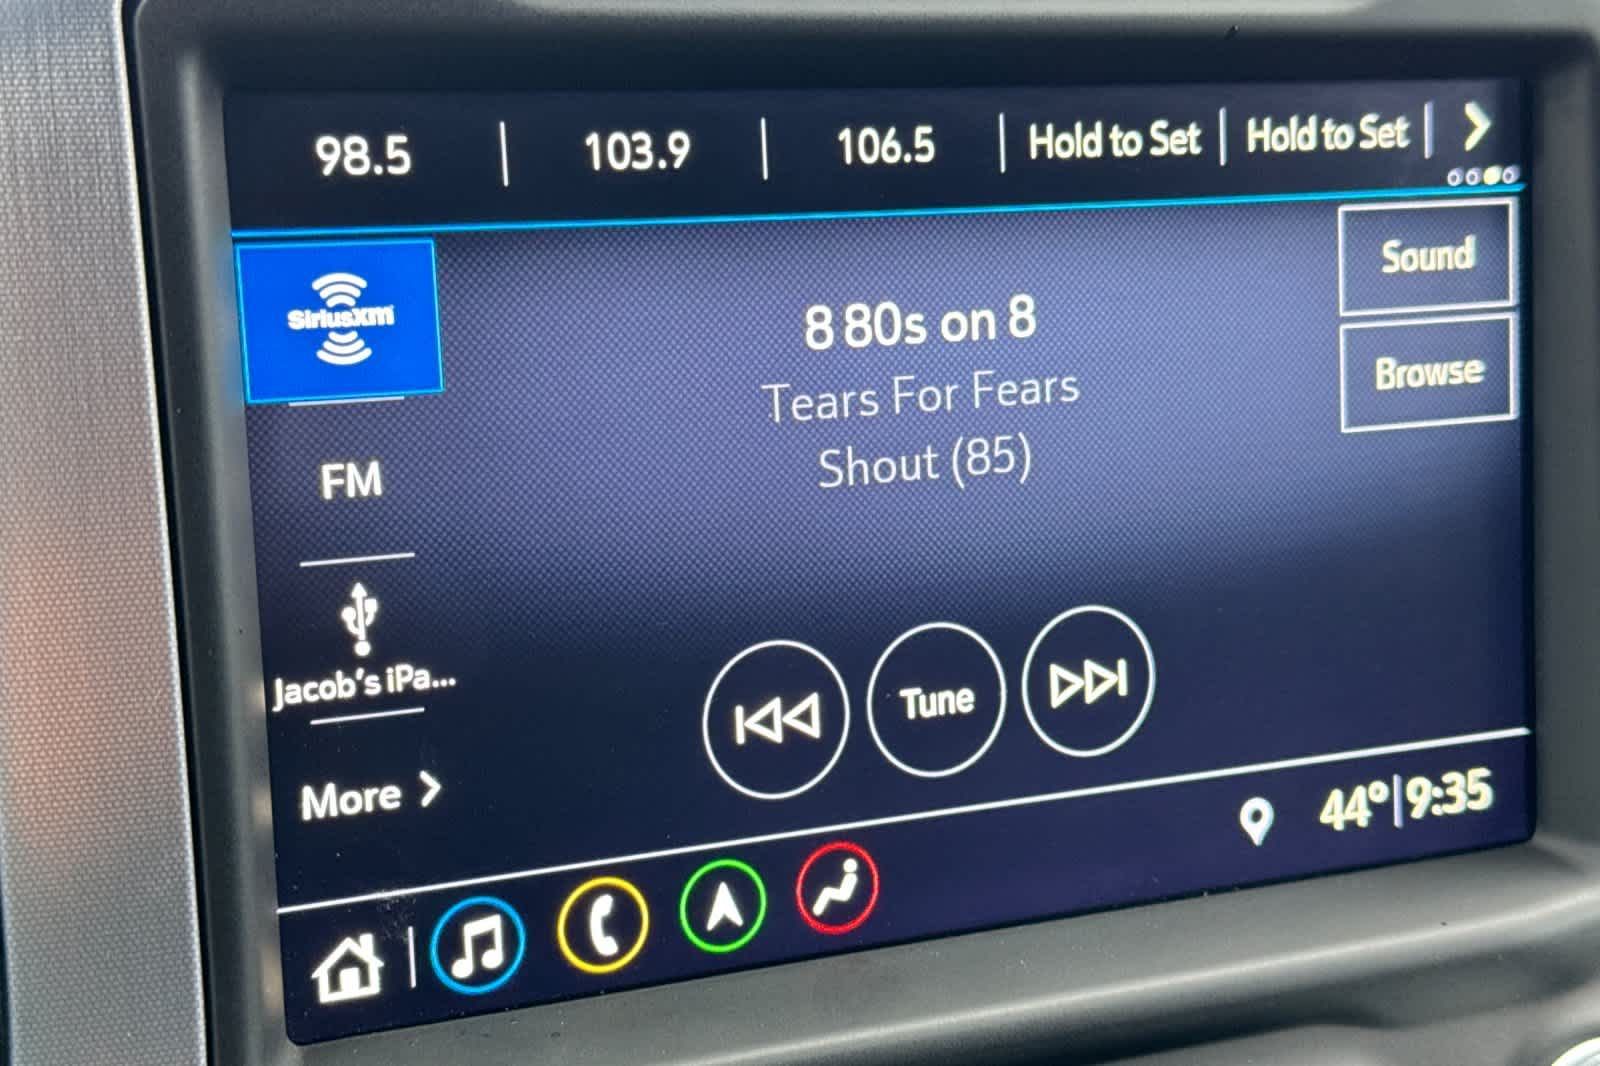 98.5 | 103.9 | 106.5 | Hold to Set | Hold to Set |
SiriusXM
Sound
8 80s on 8
Browse
Tears For Fears
Shout (85)
FM
Jacob's iPa...
Tune
More
44° | 9:35